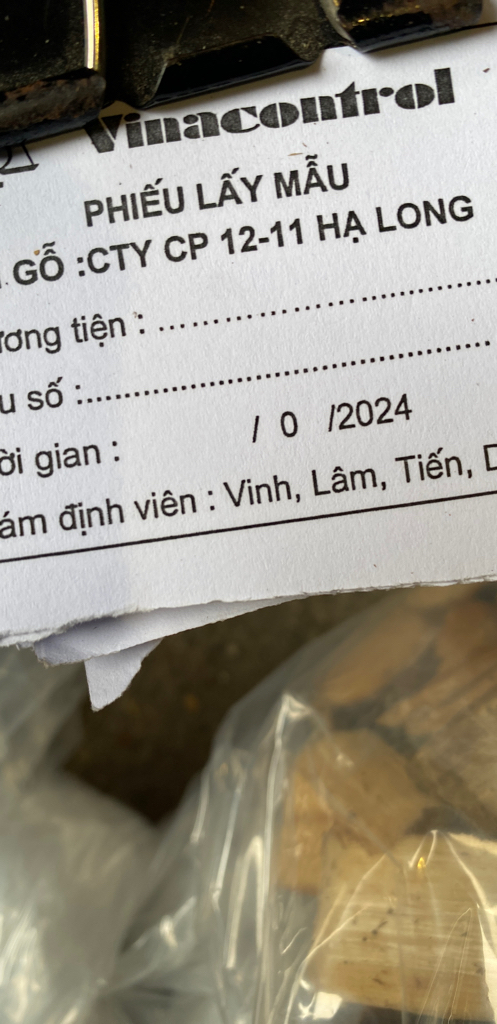 Vinacontrol
PHIẾU LẤY MẪU
GỖ :CTY CP 12-11 HẠ LONG
ương tiện : ........................................
u số :..................................................
ời gian : / 0 /2024
ám định viên : Vinh, Lâm, Tiến, D